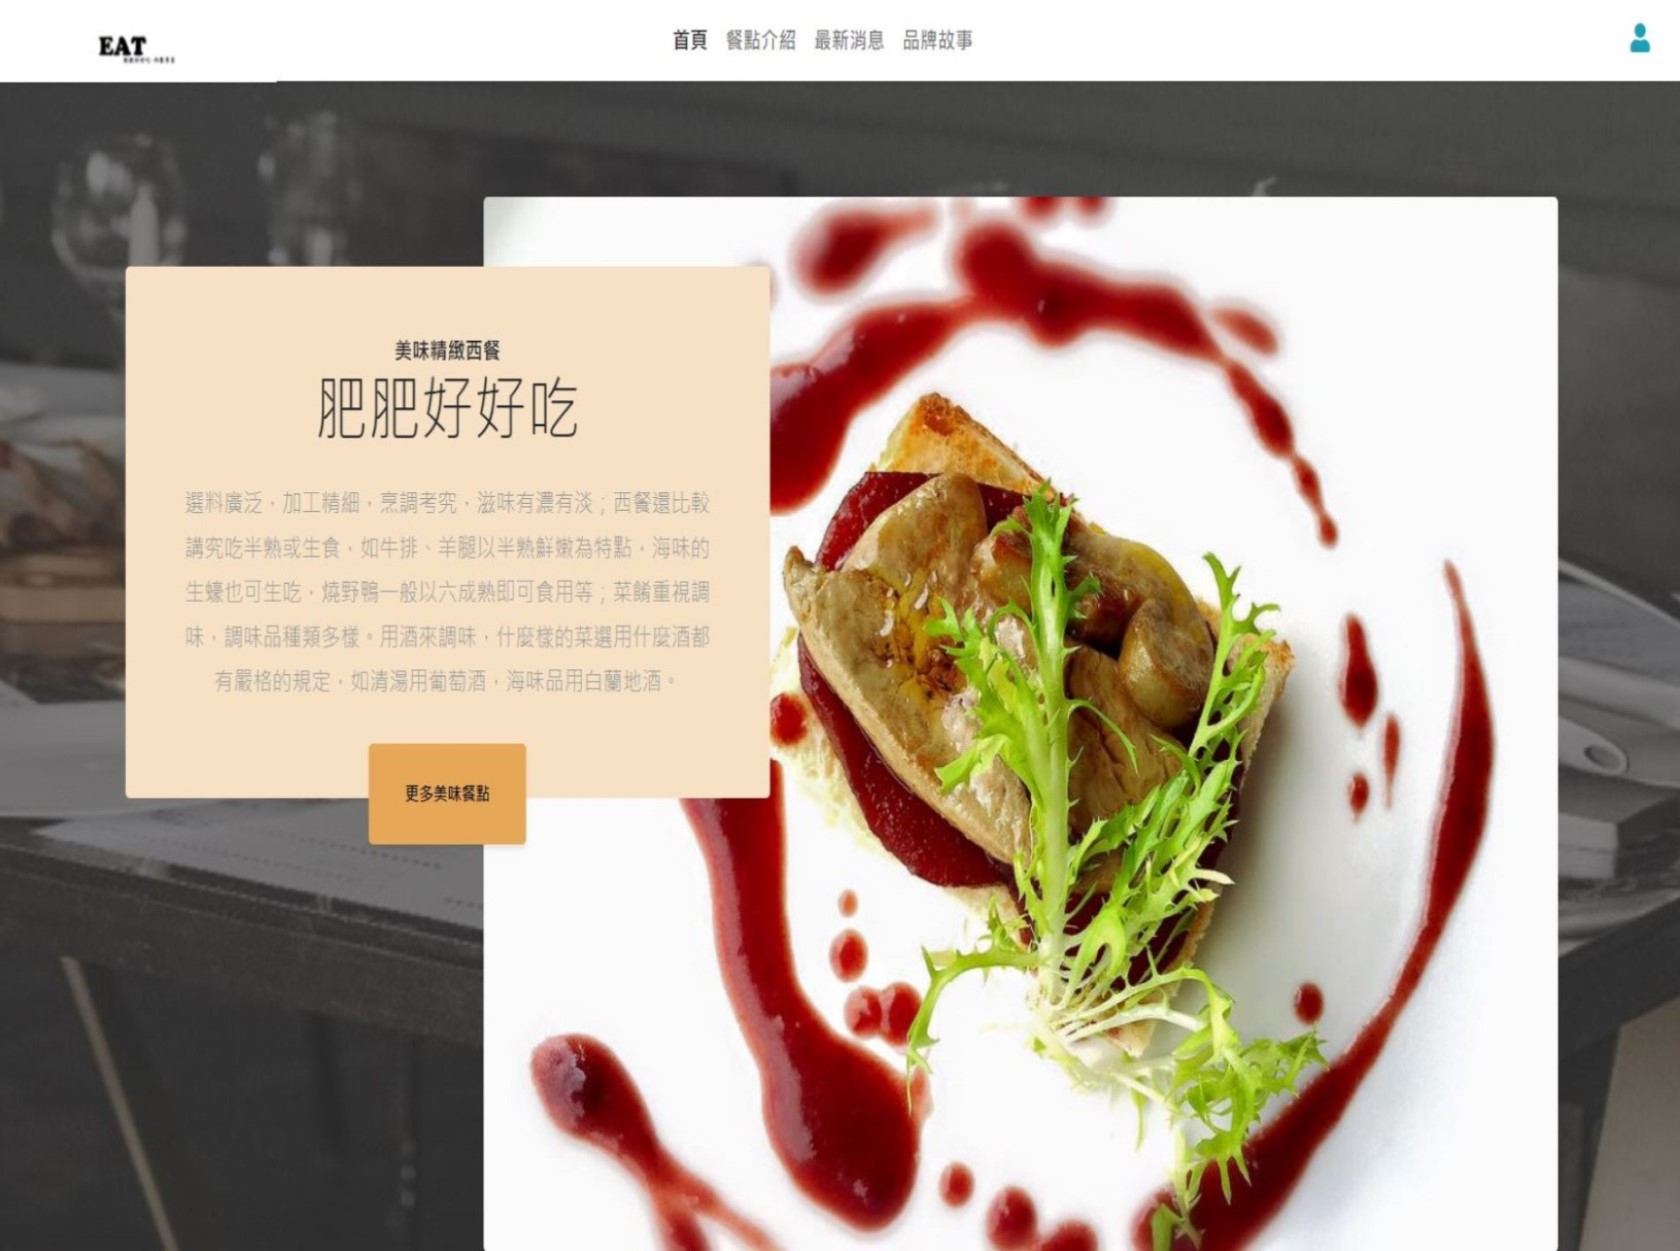 EAT
首頁 餐點介紹 最新消息 品牌故事
美味精緻西餐
肥肥好好吃
選料廣泛，加工精細，烹調考究，滋味有濃有淡；西餐還比較
講究吃半熟或生食，如牛排、羊腿以半熟鮮嫩為特點，海味的
生蠔也可生吃，燒野鴨一般以六成熟即可食用等；菜餚重視調
味，調味品種類多樣。用酒來調味，什麼樣的菜選用什麼酒都
有嚴格的規定，如清湯用葡萄酒，海味品用白蘭地酒。
更多美味餐點